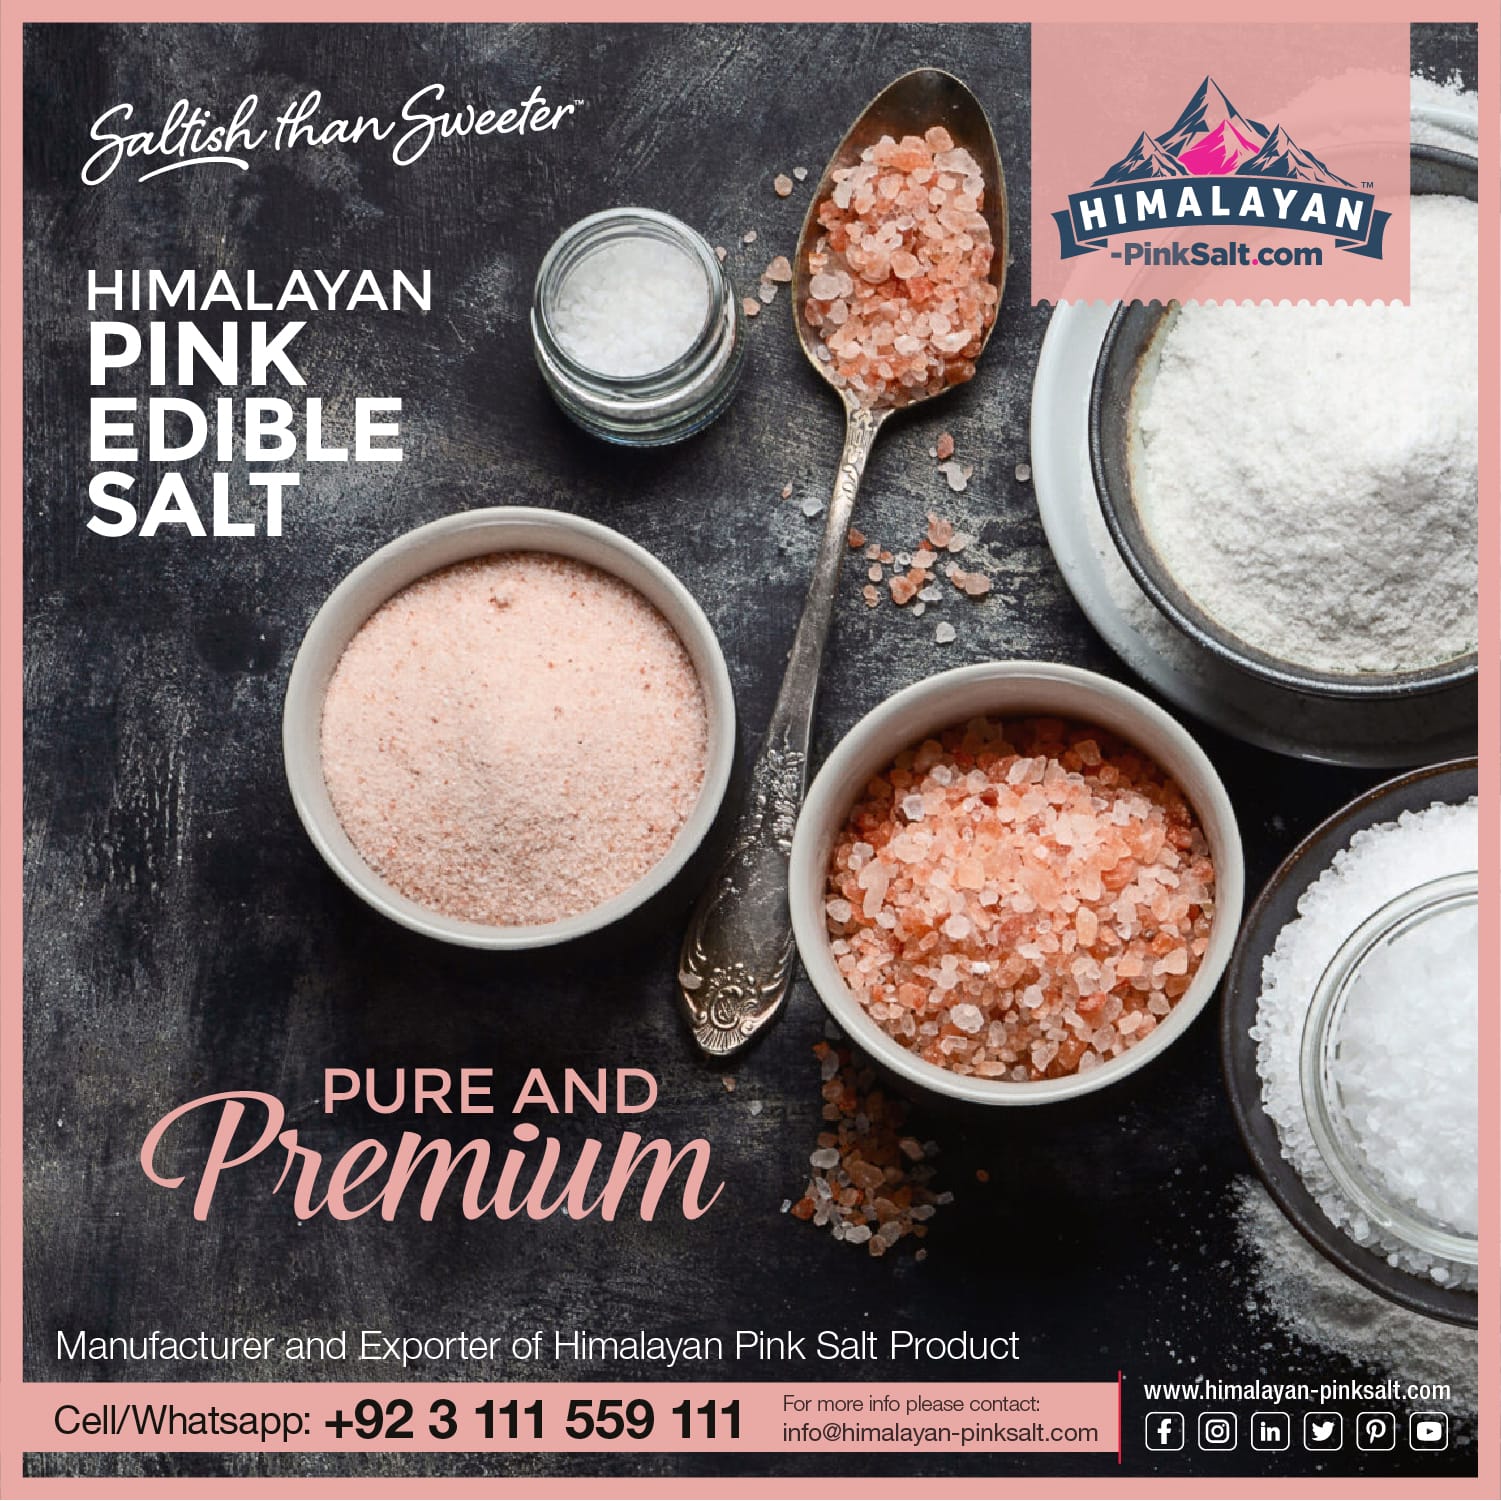 Saltish than Sweeter™
HIMALAYAN™
-PinkSalt.com
HIMALAYAN
PINK
EDIBLE
SALT
PURE AND
Premium
Manufacturer and Exporter of Himalayan Pink Salt Product
Cell/Whatsapp: +92 3 111 559 111
For more info please contact:
info@himalayan-pinksalt.com
www.himalayan-pinksalt.com